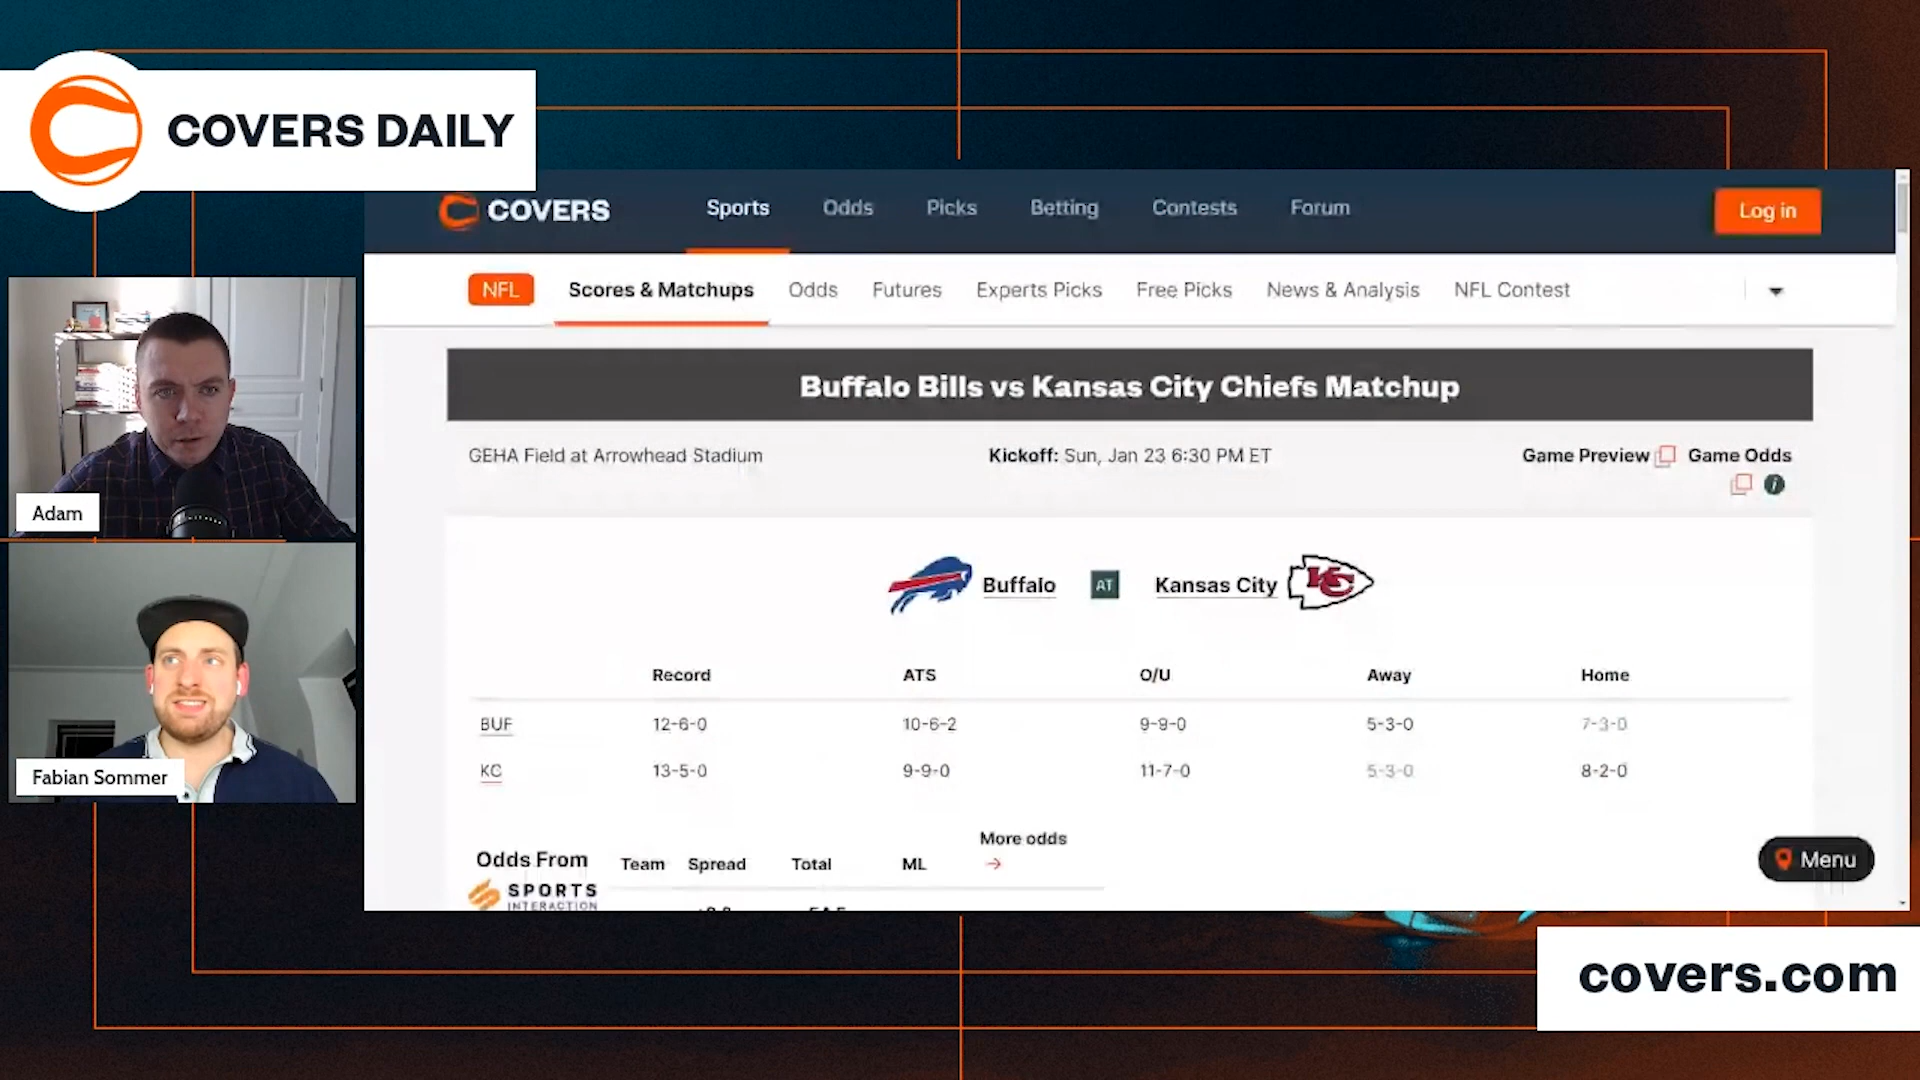 COVERS DAILY
COVERS Sports Odds Picks Betting Contests Forum Log in
NFL Scores & Matchups Odds Futures Experts Picks Free Picks News & Analysis NFL Contest
Buffalo Bills vs Kansas City Chiefs Matchup
GEHA Field at Arrowhead Stadium Kickoff: Sun, Jan 23 6:30 PM ET Game Preview Game Odds
i
Adam
Buffalo AT Kansas City KC
Record ATS O/U Away Home
BUF 12-6-0 10-6-2 9-9-0 5-3-0 7-3-0
KC 13-5-0 9-9-0 11-7-0 5-3-0 8-2-0
Fabian Sommer
More odds
Odds From Team Spread Total ML
SPORTS
INTERACTION
Menu
covers.com